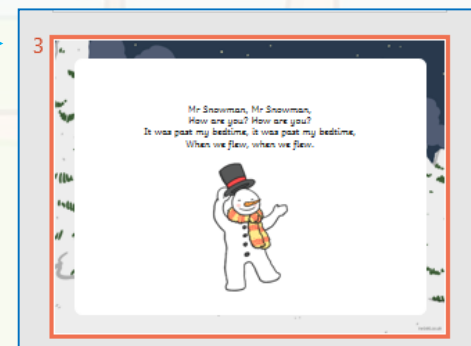 3
Mr Snowman, Mr Snowman,
How are you? How are you?
It was past my bedtime, it was past my bedtime,
When we flew, when we flew.